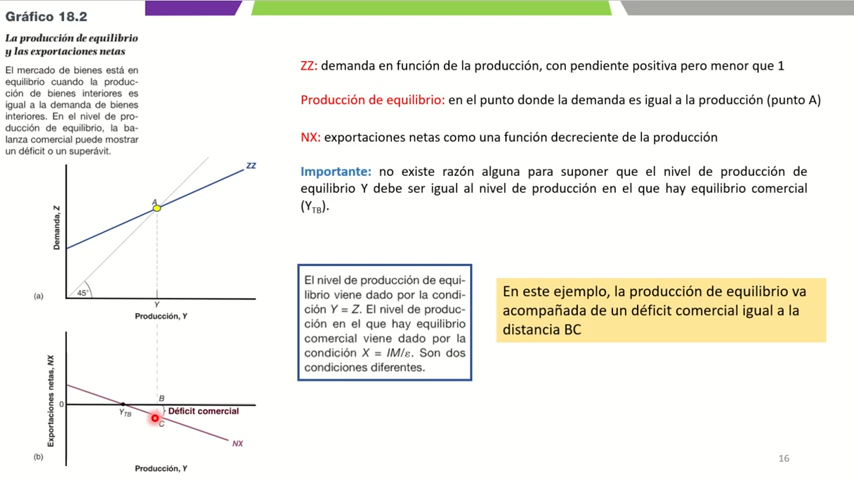 Gráfico 18.2
La producción de equilibrio
y las exportaciones netas
El mercado de bienes está en
equilibrio cuando la produc-
ción de bienes interiores es
igual a la demanda de bienes
interiores. En el nivel de pro-
ducción de equilibrio, la ba-
lanza comercial puede mostrar
un déficit o un superávit.
ZZ: demanda en función de la producción, con pendiente positiva pero menor que 1
Producción de equilibrio: en el punto donde la demanda es igual a la producción (punto A)
NX: exportaciones netas como una función decreciente de la producción
Importante: no existe razón alguna para suponer que el nivel de producción de
equilibrio Y debe ser igual al nivel de producción en el que hay equilibrio comercial
(YTB).
ZZ
A
Demanda, Z
45°
(a)
Y
Producción, Y
El nivel de producción de equi-
librio viene dado por la condi-
ción Y = Z. El nivel de produc-
ción en el que hay equilibrio
comercial viene dado por la
condición X = IM/ε. Son dos
condiciones diferentes.
En este ejemplo, la producción de equilibrio va
acompañada de un déficit comercial igual a la
distancia BC
Exportaciones netas, NX
0
B
YTB
Déficit comercial
C
NX
(b)
Producción, Y
16